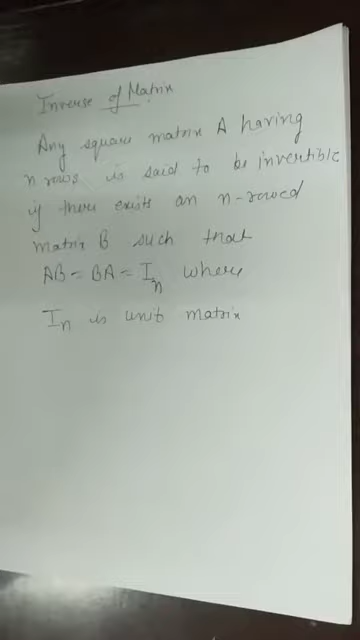 Inverse of Matrix
Any square matrix A having
n rows is said to be invertible
if there exists an n-rowed
matrix B such that
AB = BA = Iₙ where
Iₙ is unit matrix